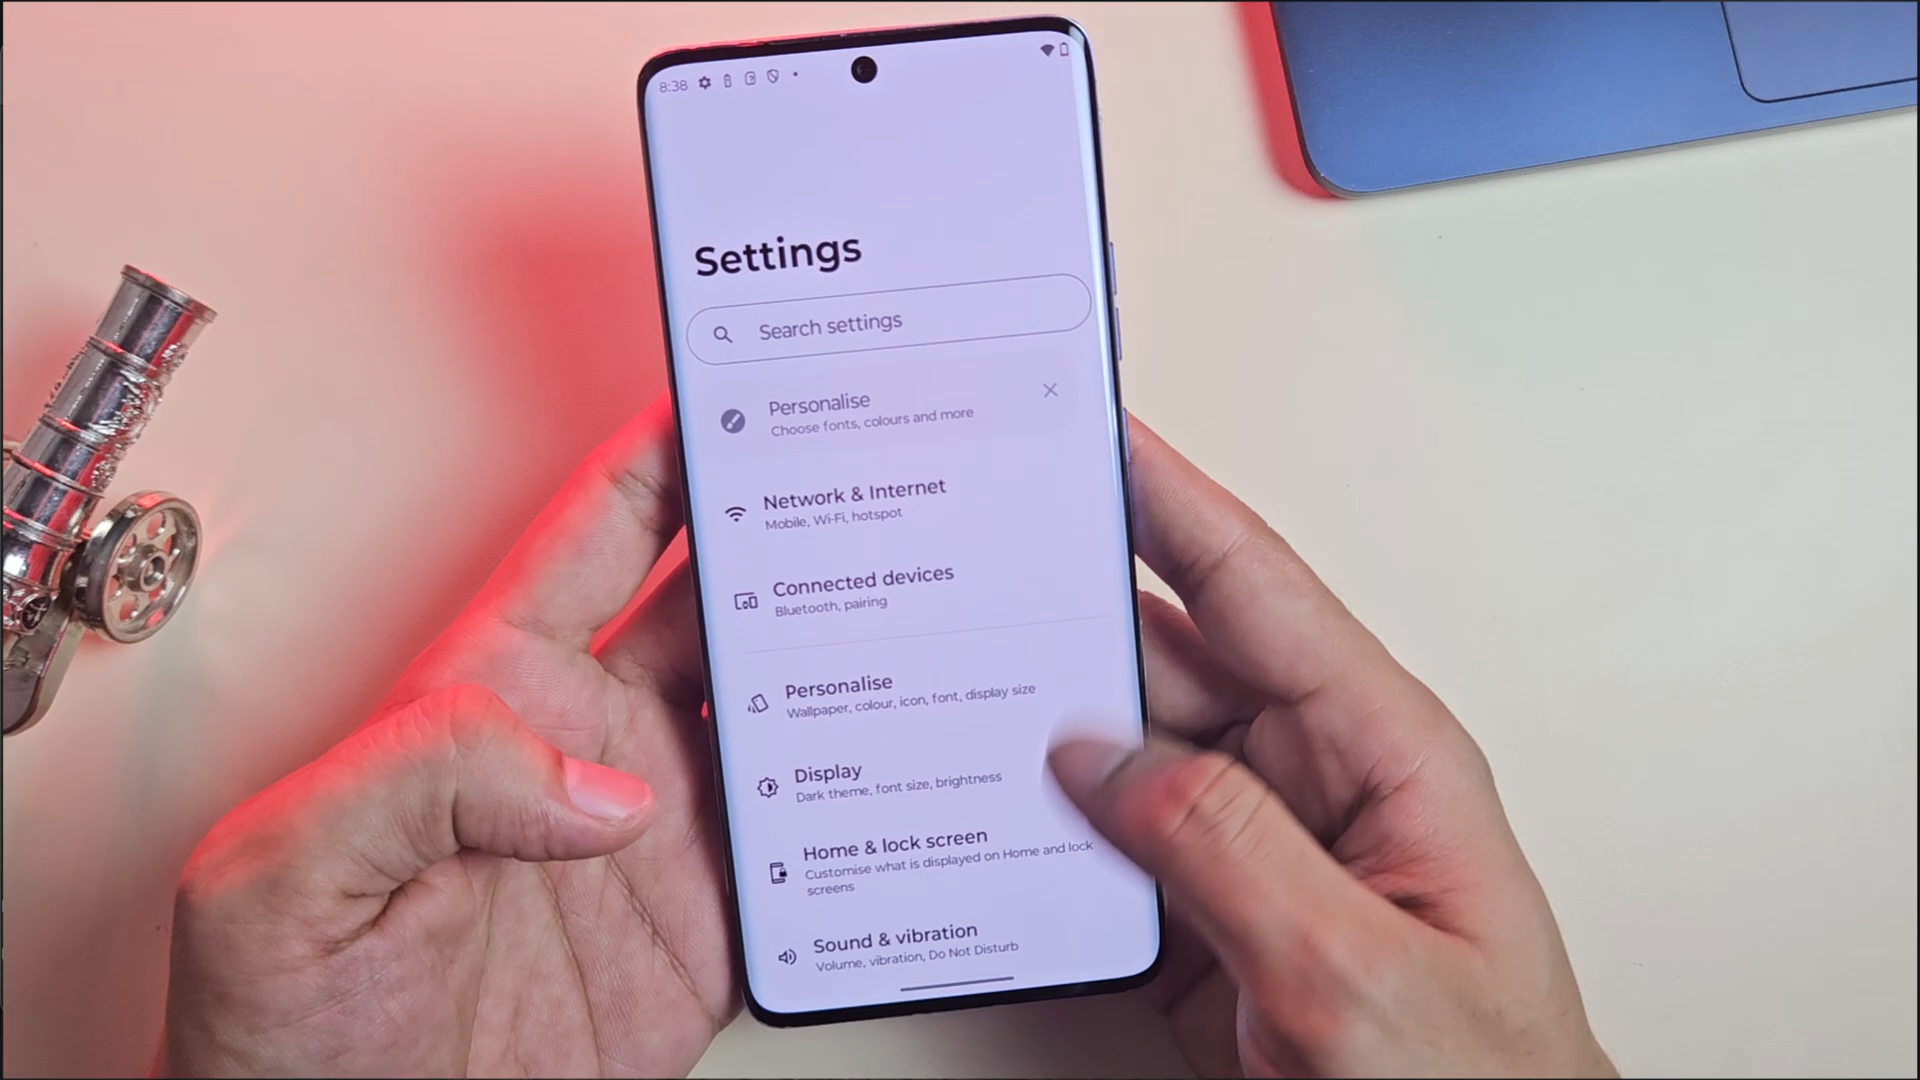 8:38
Settings
Search settings
Personalise
Choose fonts, colours and more
Network & Internet
Mobile, Wi-Fi, hotspot
Connected devices
Bluetooth, pairing
Personalise
Wallpaper, colour, icon, font, display size
Display
Dark theme, font size, brightness
Home & lock screen
Customise what is displayed on Home and lock
screens
Sound & vibration
Volume, vibration, Do Not Disturb